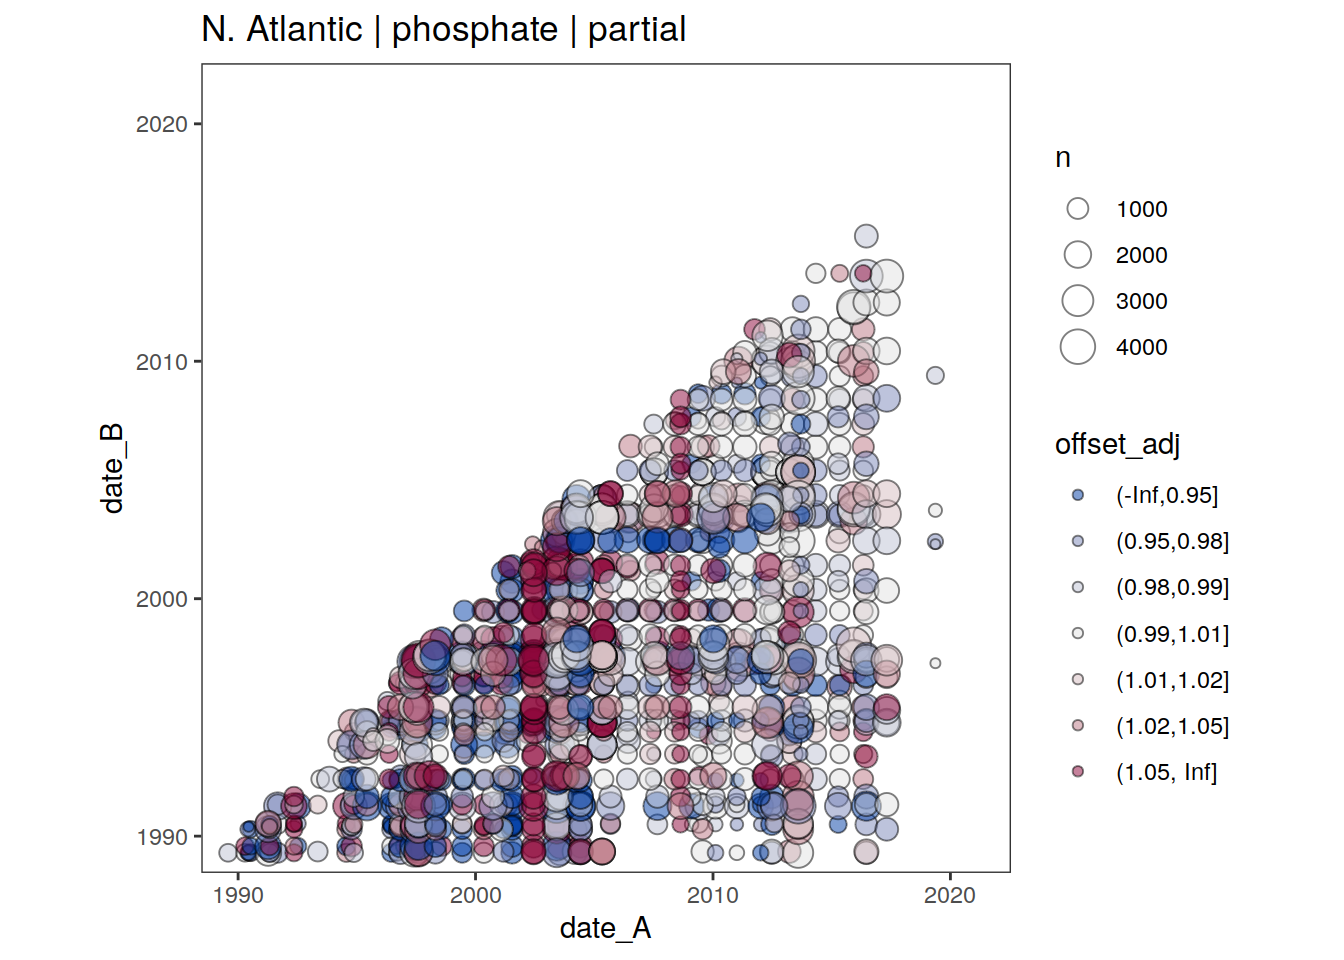 N. Atlantic | phosphate | partial
2020
2010
2000
1990
date_B
1990
2000
2010
2020
date_A
n
1000
2000
3000
4000
offset_adj
(-Inf,0.95]
(0.95,0.98]
(0.98,0.99]
(0.99,1.01]
(1.01,1.02]
(1.02,1.05]
(1.05, Inf]